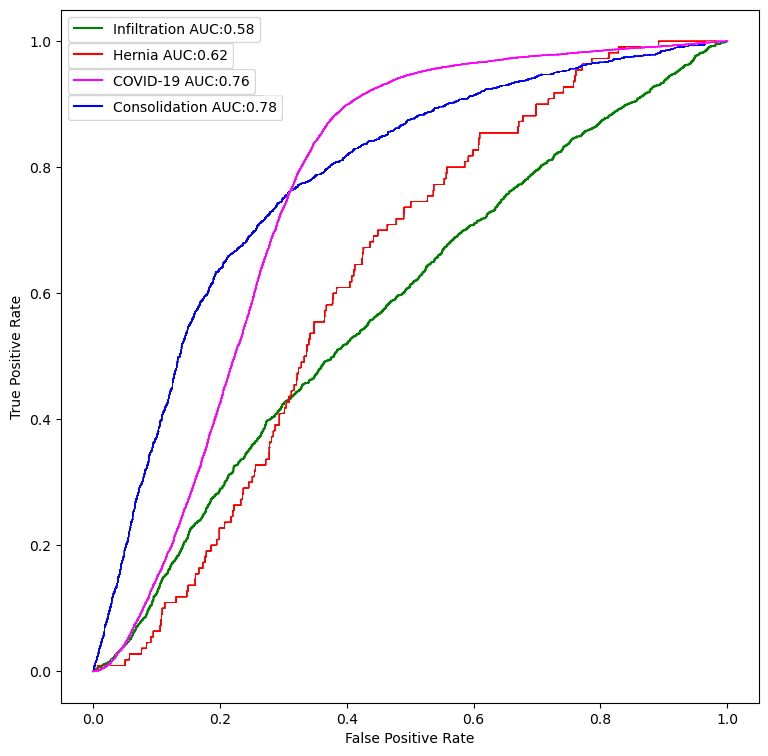 Infiltration AUC:0.58
Hernia AUC:0.62
COVID-19 AUC:0.76
Consolidation AUC:0.78
True Positive Rate
1.0
0.8
0.6
0.4
0.2
0.0
0.0 0.2 0.4 0.6 0.8 1.0
False Positive Rate